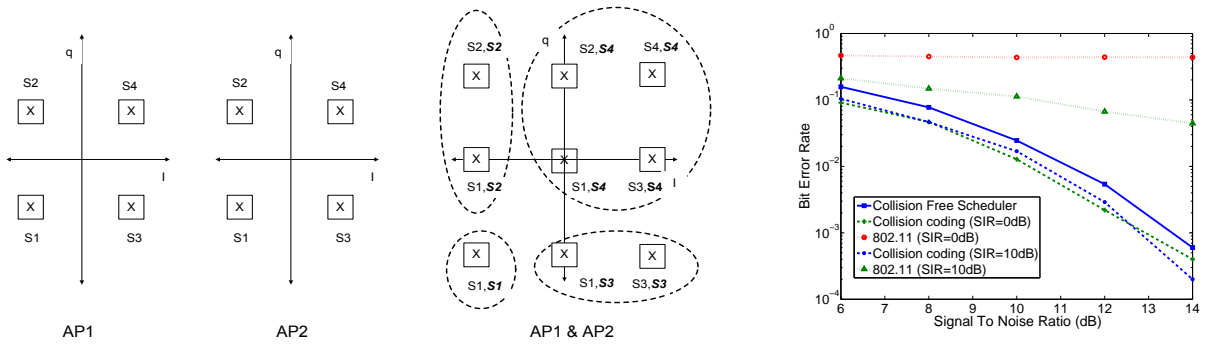 q
S2
S4
X
X
I
X
X
S1
S3
AP1
q
S2
S4
X
X
I
X
X
S1
S3
AP2
q
S2,S2
S2,S4
S4,S4
X
X
X
X
X
X
I
S1,S2
S1,S4
S3,S4
X
X
X
S1,S1
S1,S3
S3,S3
AP1 & AP2
10^0
10^-1
10^-2
10^-3
10^-4
Bit Error Rate
Collision Free Scheduler
Collision coding (SIR=0dB)
802.11 (SIR=0dB)
Collision coding (SIR=10dB)
802.11 (SIR=10dB)
6 7 8 9 10 11 12 13 14
Signal To Noise Ratio (dB)